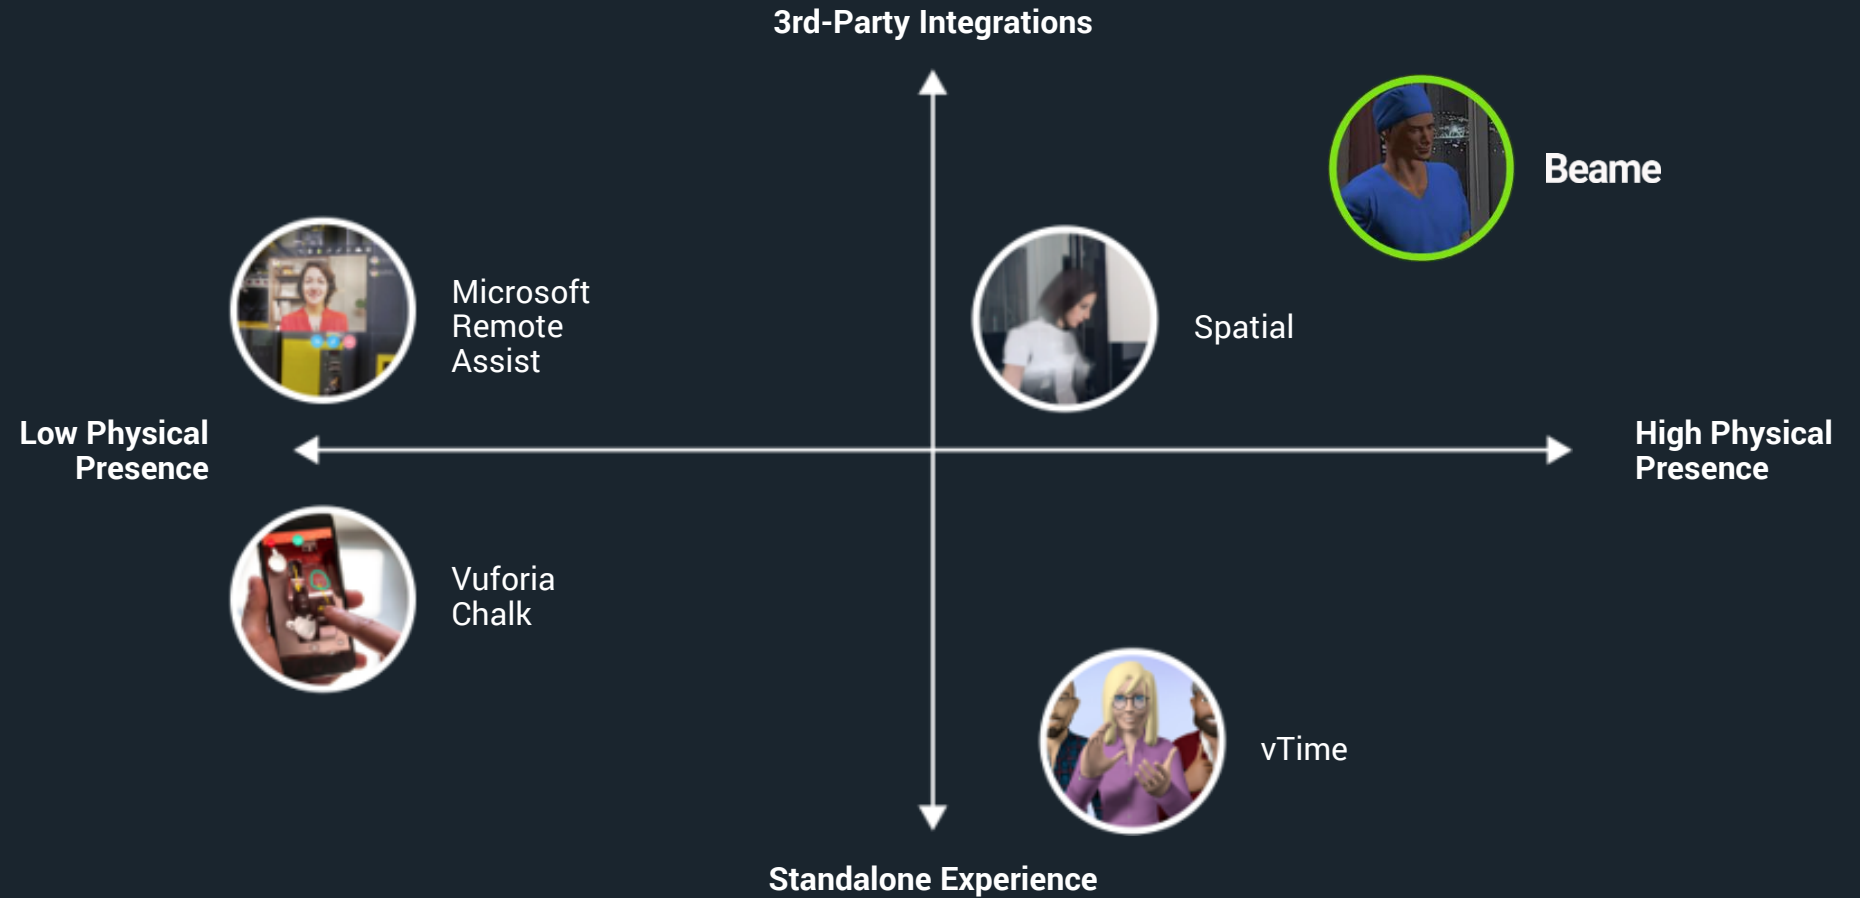 3rd-Party Integrations
Beame
Microsoft
Remote
Assist
Spatial
Low Physical
Presence
High Physical
Presence
Vuforia
Chalk
vTime
Standalone Experience